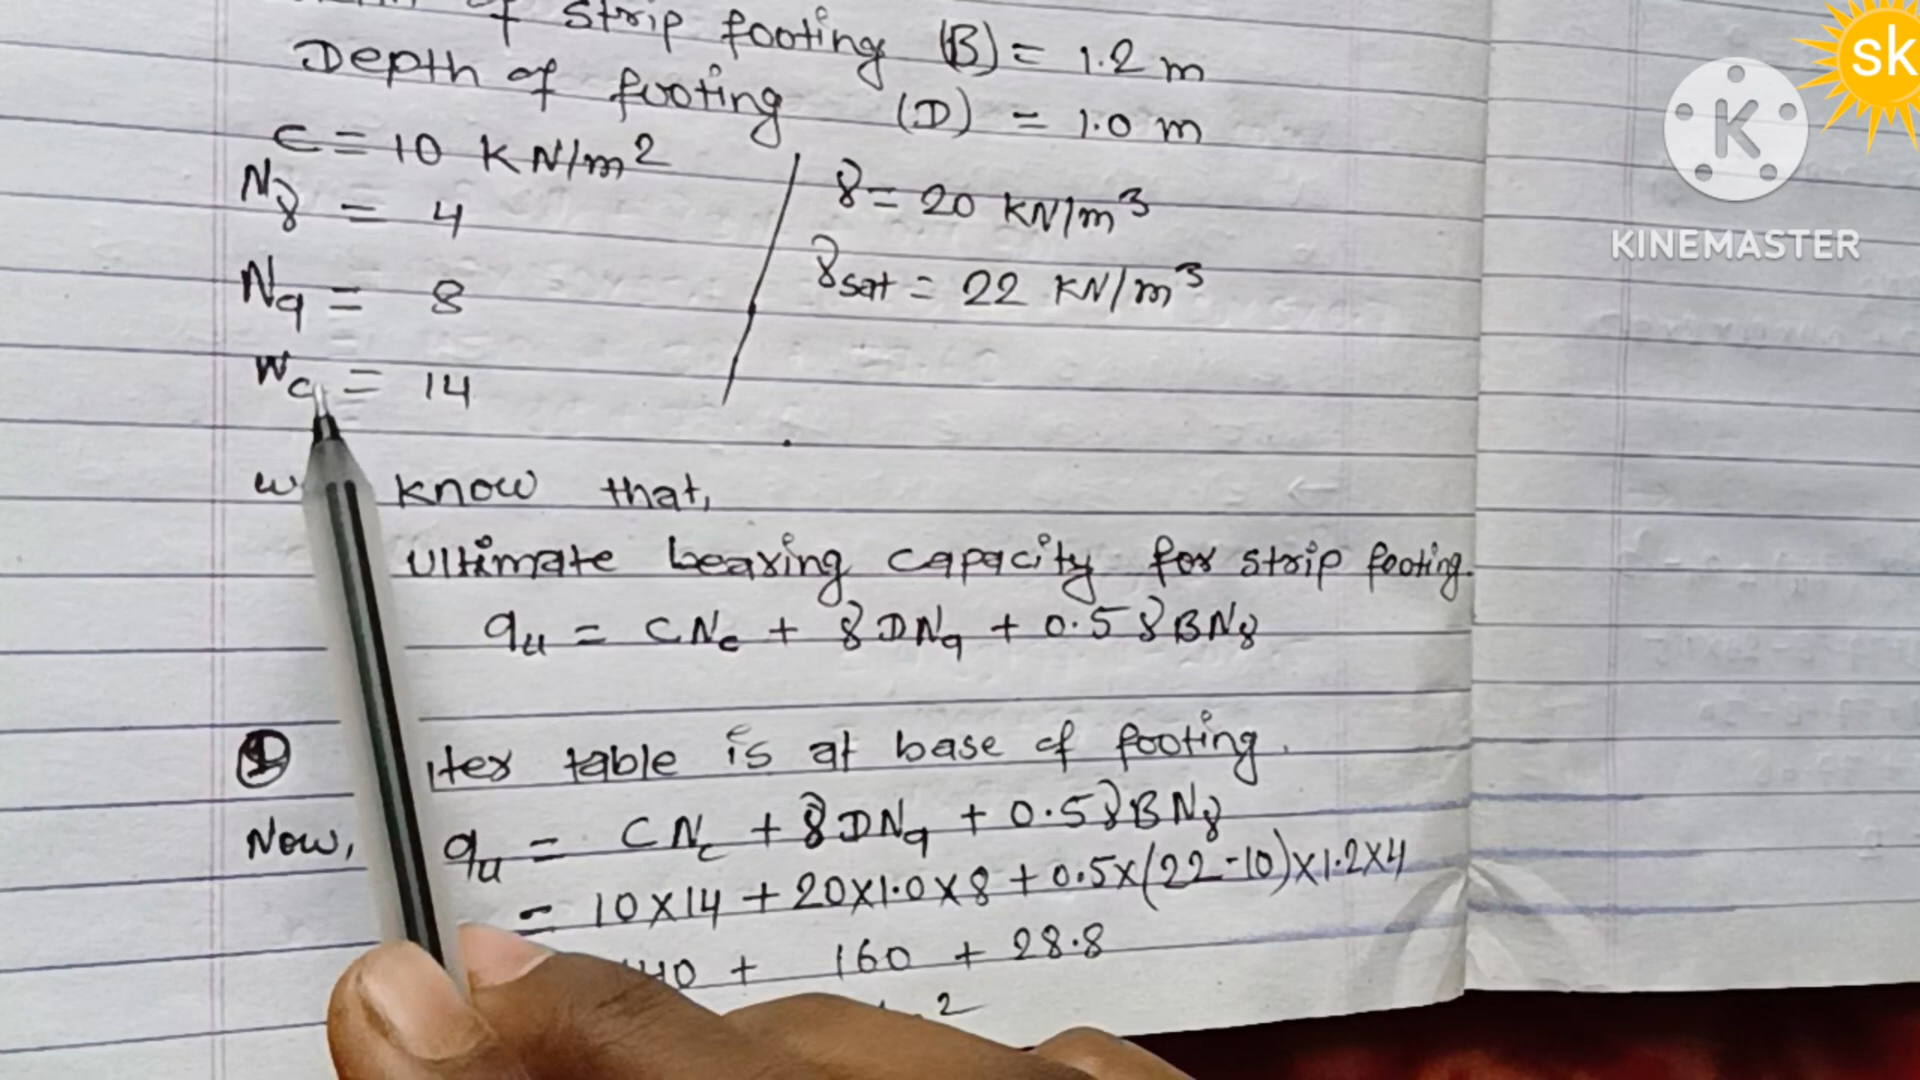 of strip footing (B) = 1.2 m
Depth of footing (D) = 1.0 m
C = 10 KN/m²
Nγ = 4
Nq = 8
Nc = 14
γ = 20 KN/m³
γsat = 22 KN/m³
know that,
Ultimate bearing capacity for strip footing.
qu = CNc + γDNq + 0.5γBNγ
① table is at base of footing.
Now, qu = CNc + γDNq + 0.5γBNγ
= 10×14 + 20×1.0×8 + 0.5×(22-10)×1.2×4
+ 160 + 28.8
sk
K
KINEMASTER